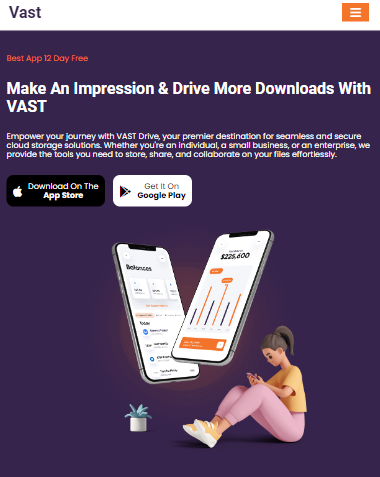 Vast
Best App 12 Day Free
Make An Impression & Drive More Downloads With
VAST
Empower your journey with VAST Drive, your premier destination for seamless and secure
cloud storage solutions. Whether you're an individual, a small business, or an enterprise, we
provide the tools you need to store, share, and collaborate on your files effortlessly.
Download On The
App Store
Get It On
Google Play
Balances
$225,600
Today